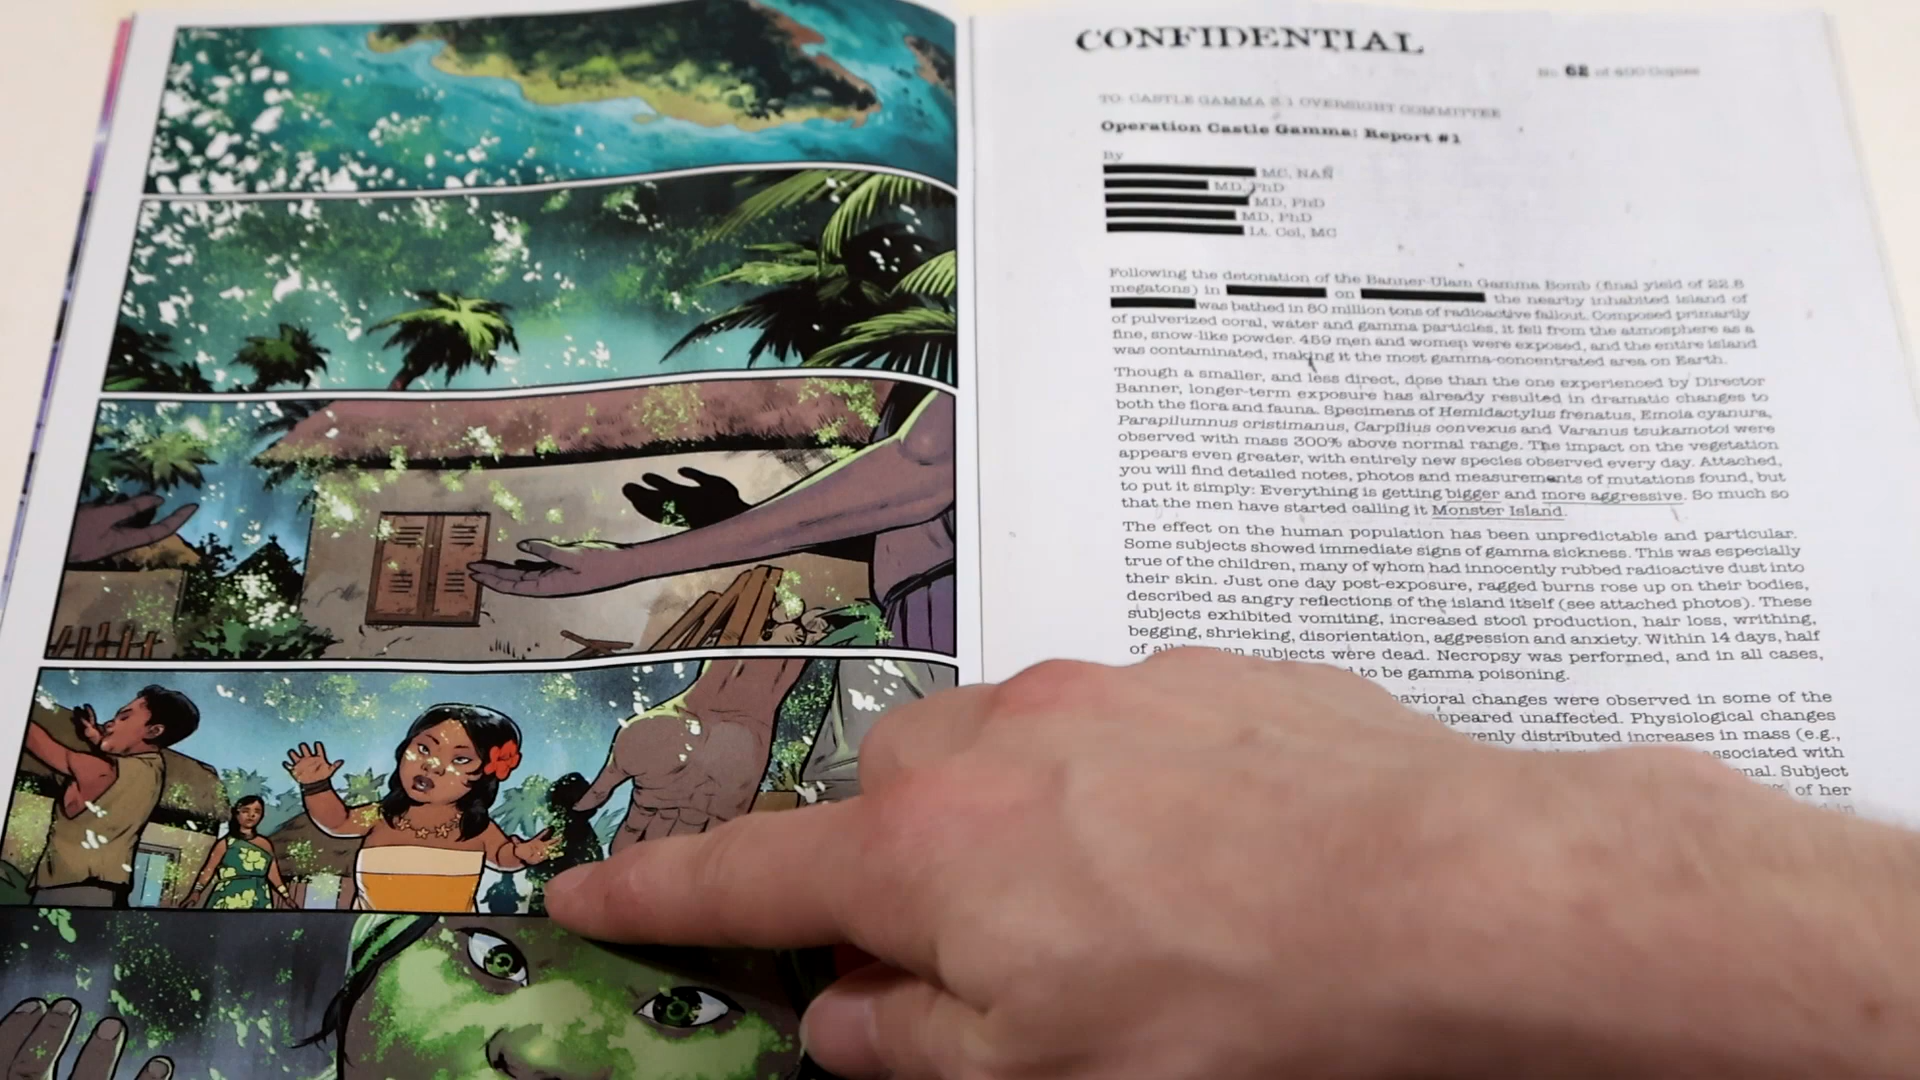 CONFIDENTIAL
No. 62 of 400 Copies
TO: CASTLE GAMMA 2.1 OVERSIGHT COMMITTEE
Operation Castle Gamma: Report #1
By
MC, NAÑ
MD, PhD
MD, PhD
MD, PhD
Lt. Col, MC
Following the detonation of the Banner-Ulam Gamma Bomb (final yield of 22.8
megatons) in on the nearby inhabited island of
was bathed in 80 million tons of radioactive fallout. Composed primarily
of pulverized coral, water and gamma particles, it fell from the atmosphere as a
fine, snow-like powder. 489 men and women were exposed, and the entire island
was contaminated, making it the most gamma-concentrated area on Earth.
Though a smaller, and less direct, dose than the one experienced by Director
Banner, longer-term exposure has already resulted in dramatic changes to
both the flora and fauna. Specimens of Hemidactylus frenatus, Emoia cyanura,
Parapilumnus cristimanus, Carpilius convexus and Varanus tsukamotoi were
observed with mass 300% above normal range. The impact on the vegetation
appears even greater, with entirely new species observed every day. Attached,
you will find detailed notes, photos and measurements of mutations found, but
to put it simply: Everything is getting bigger and more aggressive. So much so
that the men have started calling it Monster Island.
The effect on the human population has been unpredictable and particular.
Some subjects showed immediate signs of gamma sickness. This was especially
true of the children, many of whom had innocently rubbed radioactive dust into
their skin. Just one day post-exposure, ragged burns rose up on their bodies,
described as angry reflections of the island itself (see attached photos). These
subjects exhibited vomiting, increased stool production, hair loss, writhing,
begging, shrieking, disorientation, aggression and anxiety. Within 14 days, half
of all subjects were dead. Necropsy was performed, and in all cases,
to be gamma poisoning.
changes were observed in some of the
appeared unaffected. Physiological changes
distributed increases in mass (e.g.,
associated with
Subject
of her
in